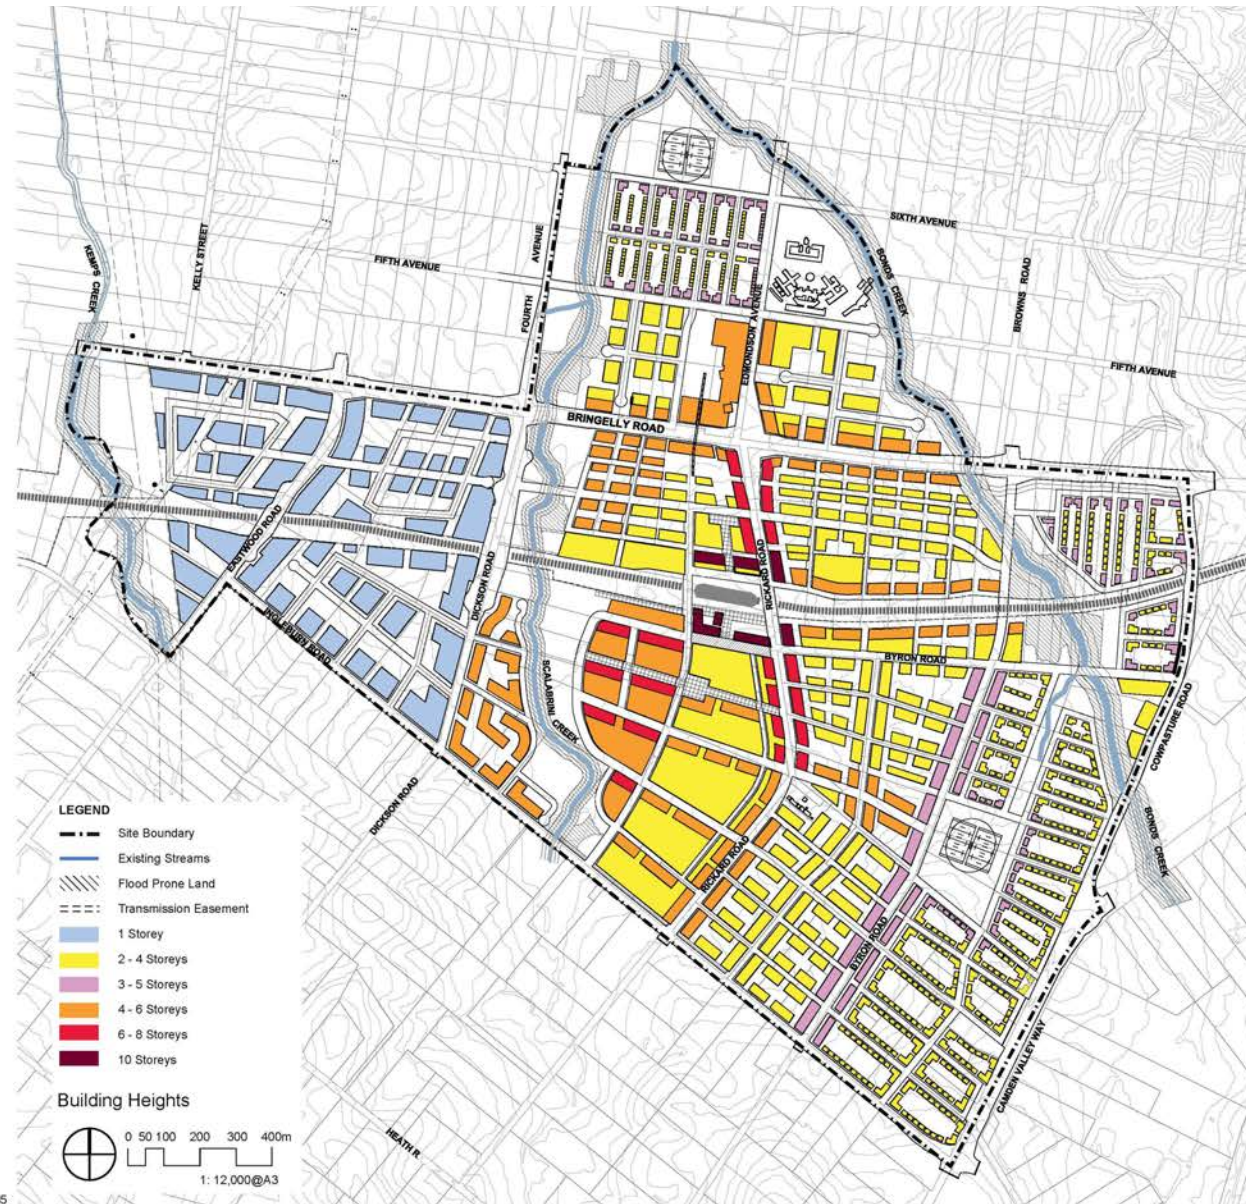 SIXTH AVENUE
KEMPS CREEK
KELLY STREET
FIFTH AVENUE
FOURTH AVENUE
BONDS CREEK
BROWNS ROAD
EDMONDSON AVENUE
FIFTH AVENUE
BRINGELLY ROAD
EASTWOOD ROAD
DICKSON ROAD
RICKARD ROAD
INGLEBURN ROAD
BYRON ROAD
SCALABRINI CREEK
COWPASTURE ROAD
DICKSON ROAD
BONDS CREEK
RICKARD ROAD
BYRON ROAD
CAMDEN VALLEY WAY
HEATH R
LEGEND
Site Boundary
Existing Streams
Flood Prone Land
Transmission Easement
1 Storey
2 - 4 Storeys
3 - 5 Storeys
4 - 6 Storeys
6 - 8 Storeys
10 Storeys
Building Heights
0 50 100 200 300 400m
1: 12,000@A3
5